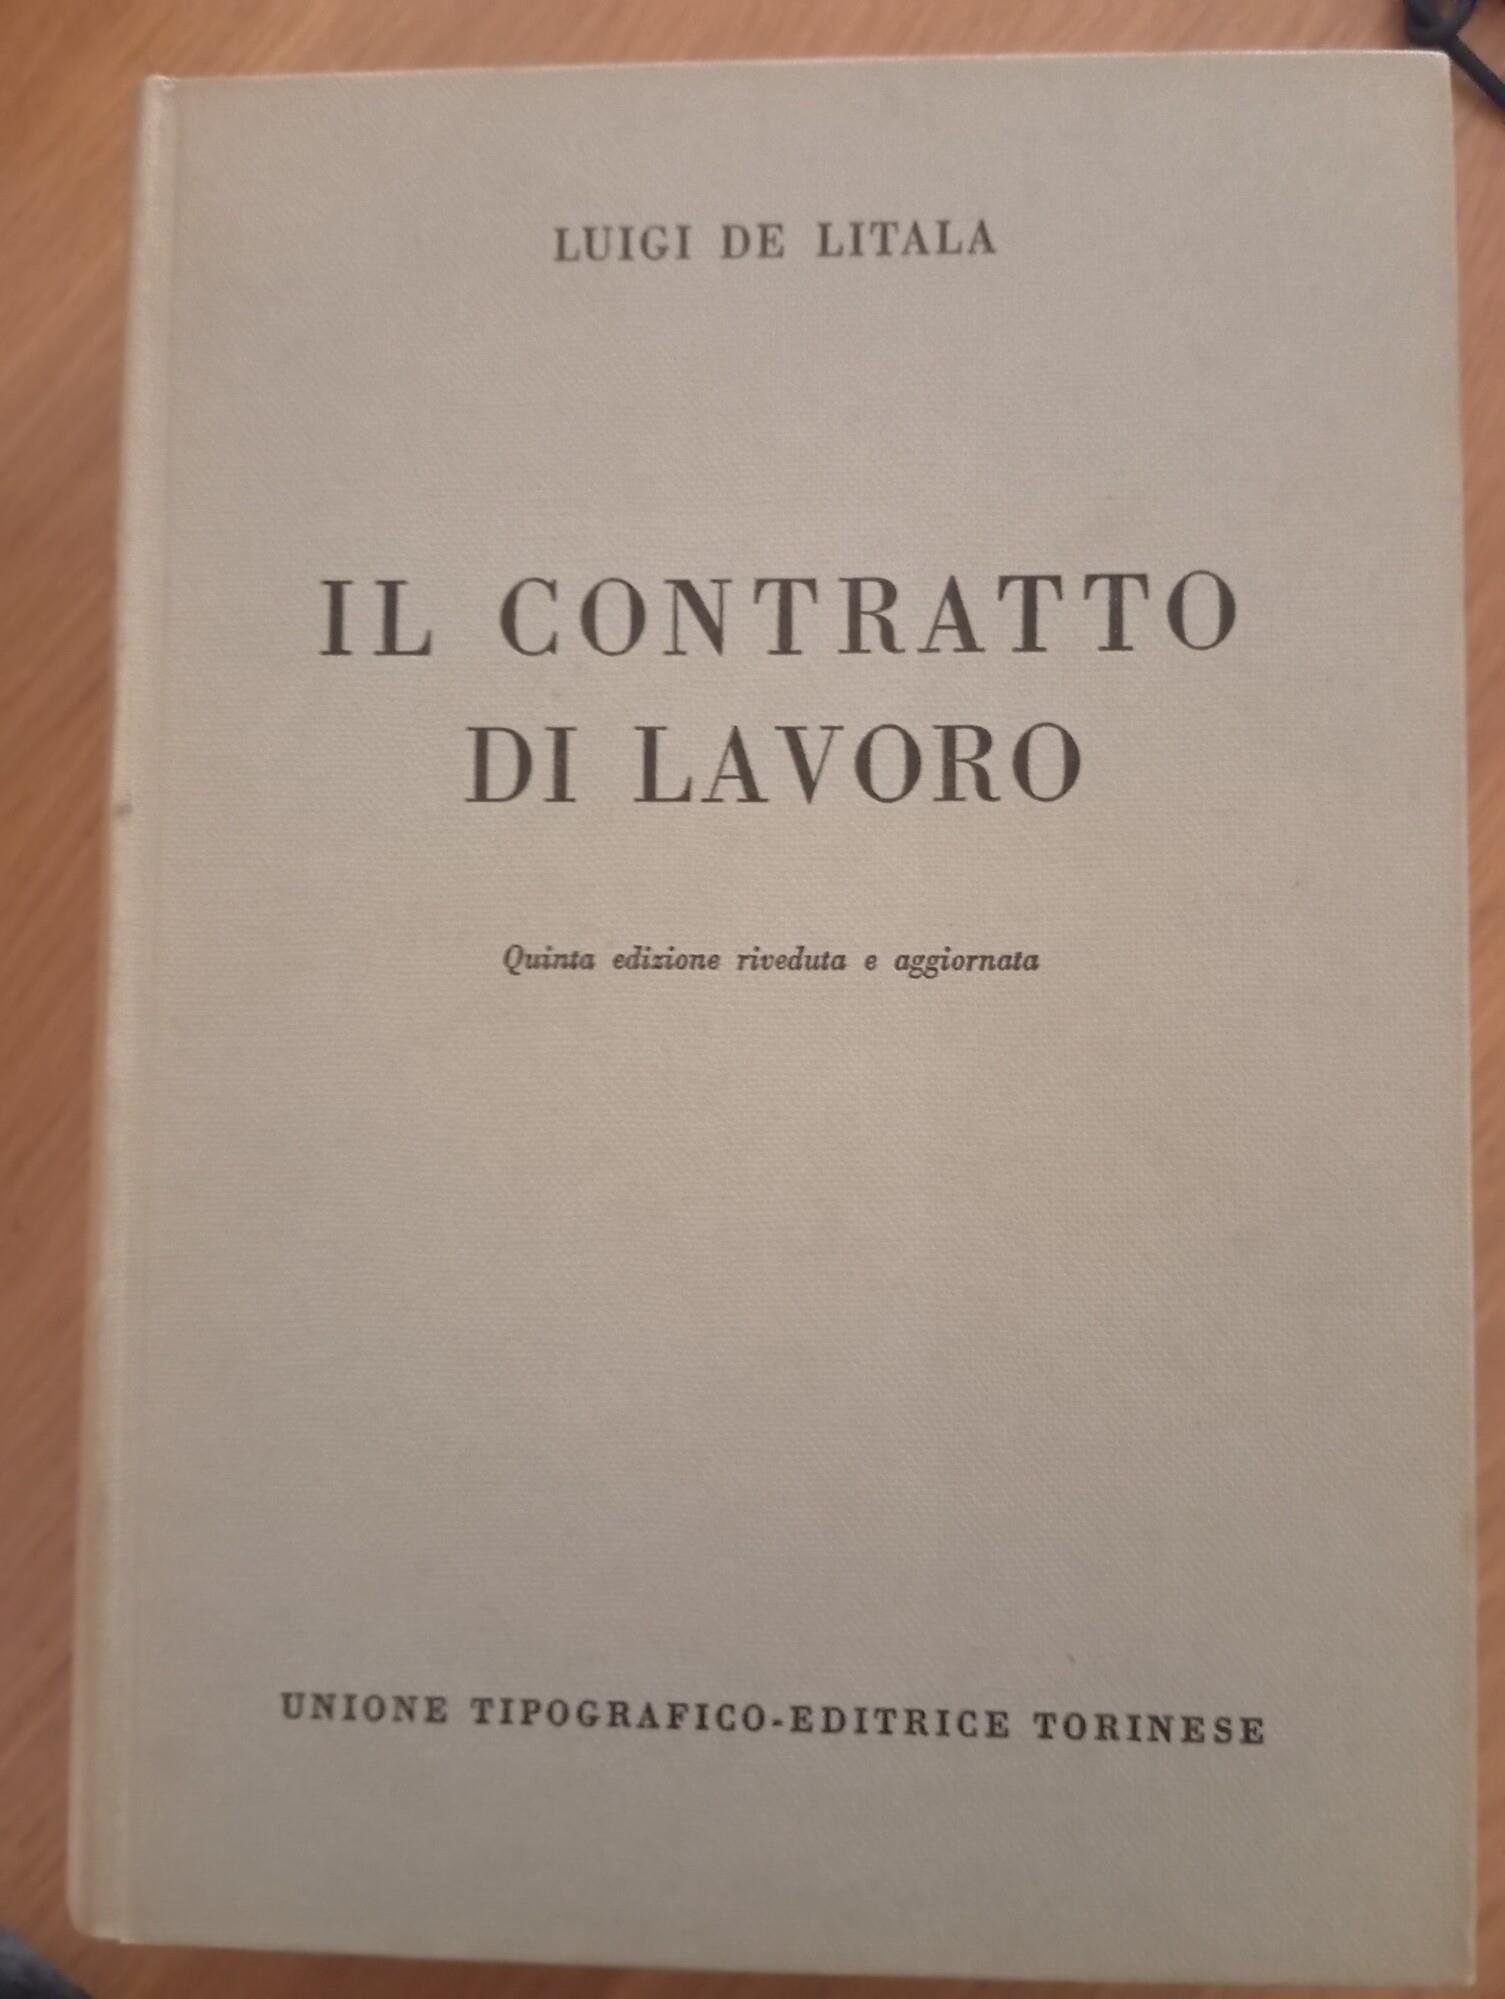 LUIGI DE LITALA
IL CONTRATTO
DI LAVORO
Quinta edizione riveduta e aggiornata
UNIONE TIPOGRAFICO-EDITRICE TORINESE